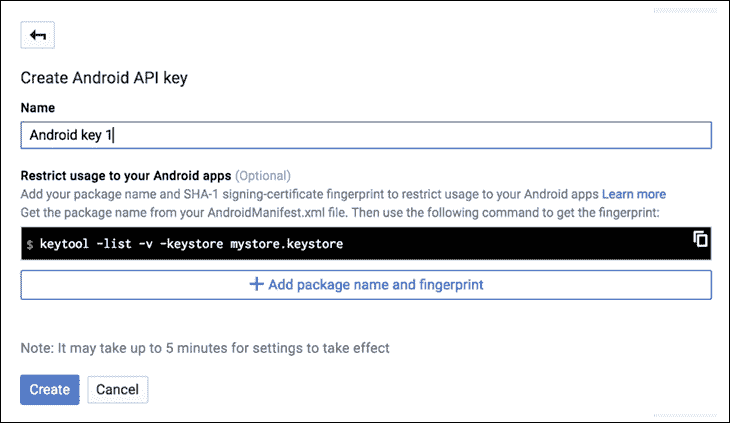 Create Android API key
Name
Android key 1
Restrict usage to your Android apps (Optional)
Add your package name and SHA-1 signing-certificate fingerprint to restrict usage to your Android apps Learn more
Get the package name from your AndroidManifest.xml file. Then use the following command to get the fingerprint:
$ keytool -list -v -keystore mystore.keystore
+ Add package name and fingerprint
Note: It may take up to 5 minutes for settings to take effect
Create Cancel